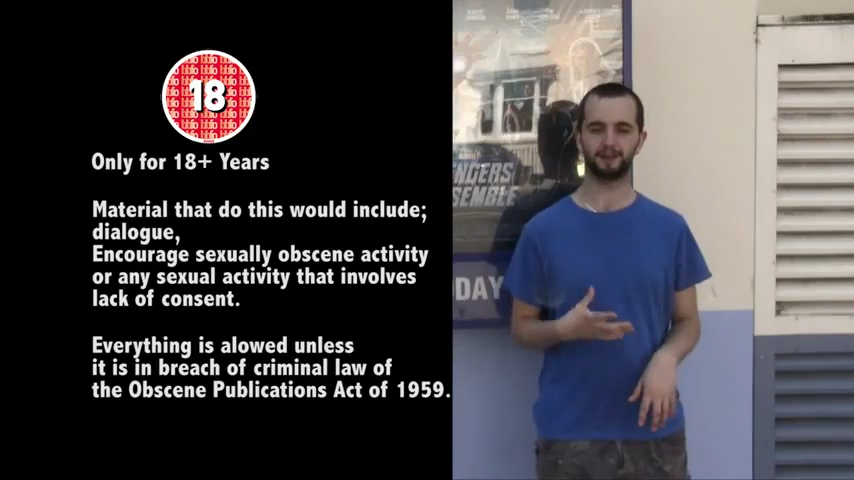 18
Only for 18+ Years
Material that do this would include;
dialogue,
Encourage sexually obscene activity
or any sexual activity that involves
lack of consent.
Everything is alowed unless
it is in breach of criminal law of
the Obscene Publications Act of 1959.
ENGERS
SEMBLE
DAY